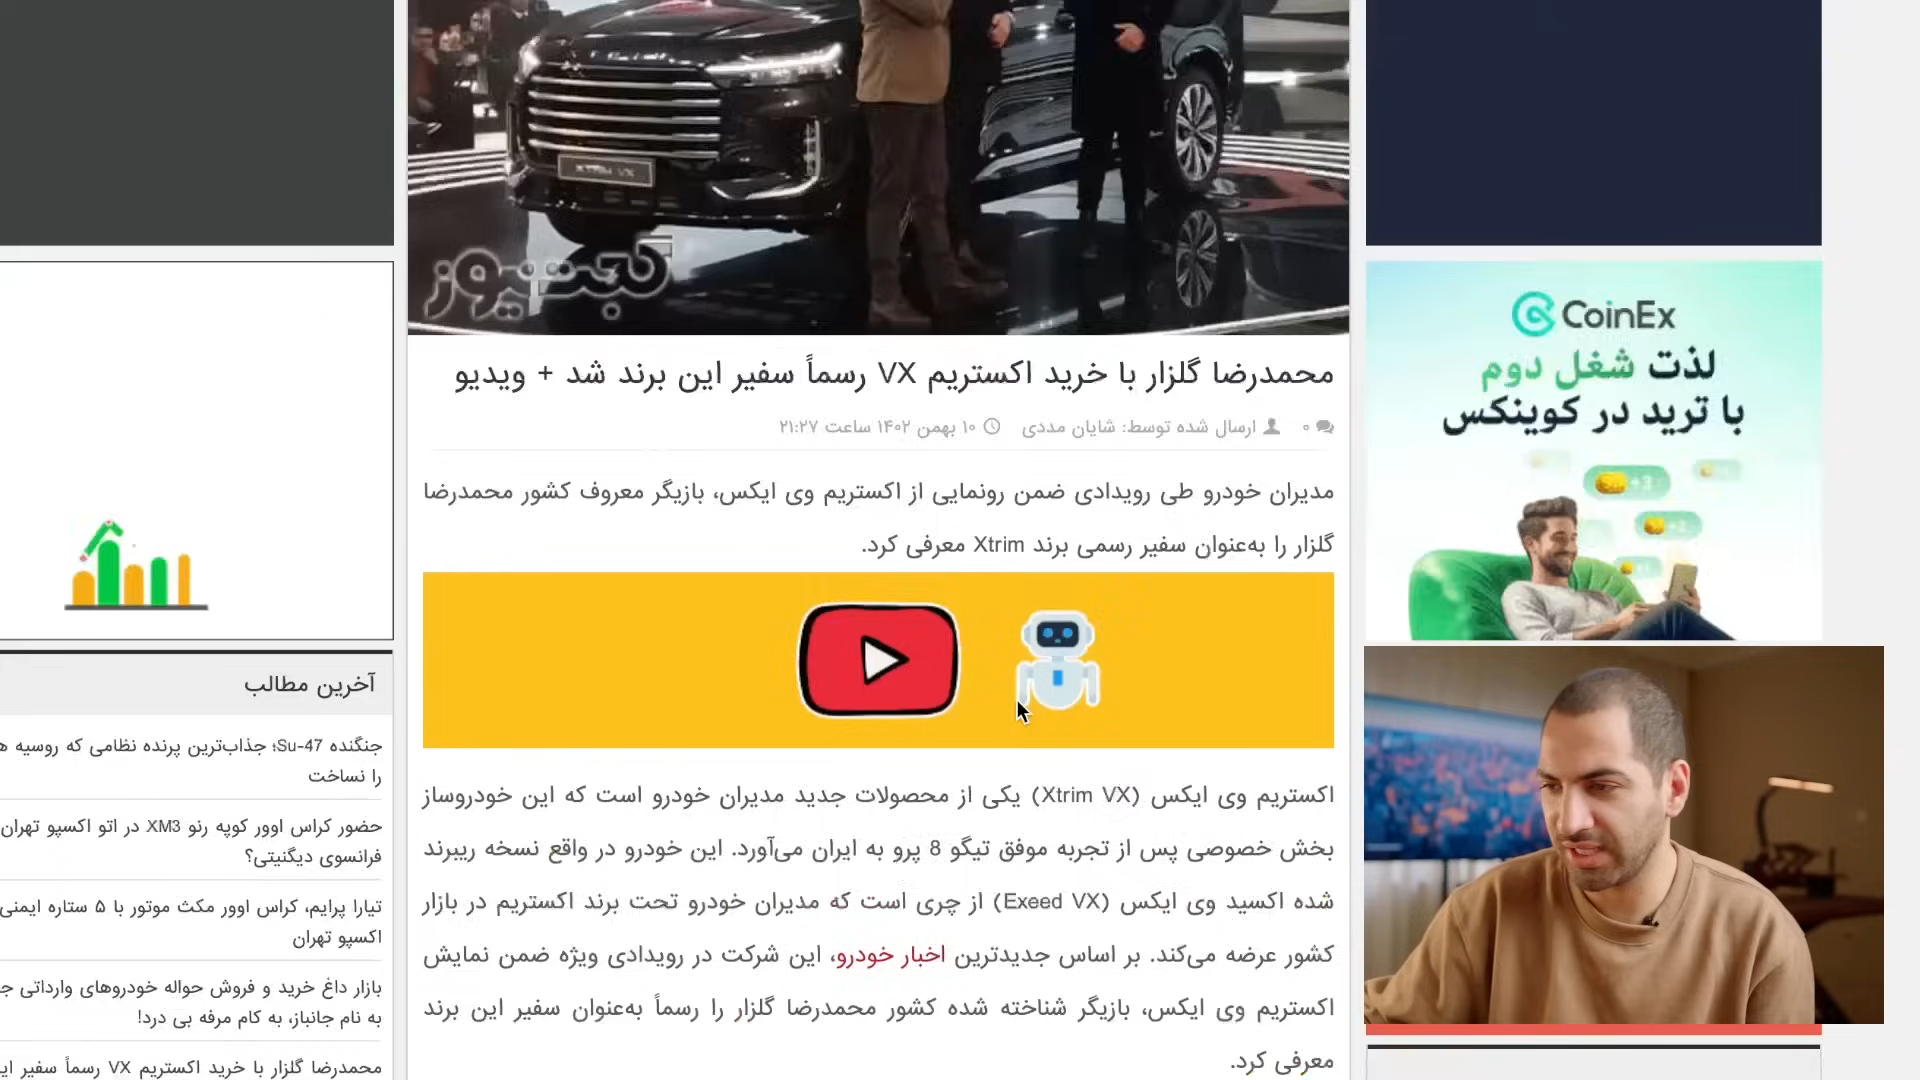 XTRIM VX
گجت‌نیوز
محمدرضا گلزار با خرید اکستریم VX رسماً سفیر این برند شد + ویدیو
۰ ارسال شده توسط: شایان مددی ۱۰ بهمن ۱۴۰۲ ساعت ۲۱:۲۷
مدیران خودرو طی رویدادی ضمن رونمایی از اکستریم وی ایکس، بازیگر معروف کشور محمدرضا
گلزار را به‌عنوان سفیر رسمی برند Xtrim معرفی کرد.
اکستریم وی ایکس (Xtrim VX) یکی از محصولات جدید مدیران خودرو است که این خودروساز
بخش خصوصی پس از تجربه موفق تیگو 8 پرو به ایران می‌آورد. این خودرو در واقع نسخه ریبرند
شده اکسید وی ایکس (Exeed VX) از چری است که مدیران خودرو تحت برند اکستریم در بازار
کشور عرضه می‌کند. بر اساس جدیدترین اخبار خودرو، این شرکت در رویدادی ویژه ضمن نمایش
اکستریم وی ایکس، بازیگر شناخته شده کشور محمدرضا گلزار را رسماً به‌عنوان سفیر این برند
معرفی کرد.
CoinEx
لذت شغل دوم
با ترید در کوینکس
آخرین مطالب
جنگنده Su-47؛ جذاب‌ترین پرنده نظامی که روسیه
را نساخت
حضور کراس اوور کوپه رنو XM3 در اتو اکسپو تهران
فرانسوی دیگنیتی؟
تیارا پرایم، کراس اوور مکث موتور با ۵ ستاره ایمنی
اکسپو تهران
بازار داغ خرید و فروش حواله خودروهای وارداتی
به نام جانباز، به کام مرفه بی درد!
محمدرضا گلزار با خرید اکستریم VX رسماً سفیر